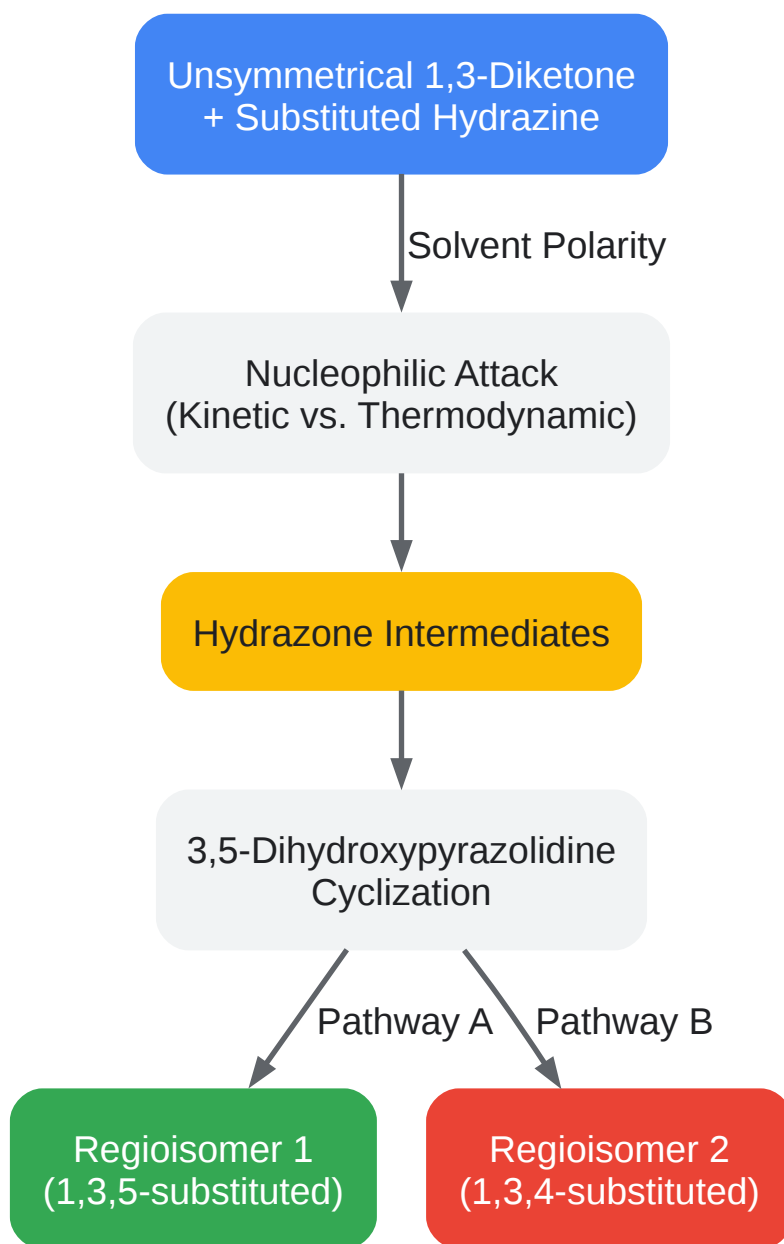 Unsymmetrical 1,3-Diketone
+ Substituted Hydrazine
Solvent Polarity
Nucleophilic Attack
(Kinetic vs. Thermodynamic)
Hydrazone Intermediates
3,5-Dihydroxypyrazolidine
Cyclization
Pathway A
Pathway B
Regioisomer 1
(1,3,5-substituted)
Regioisomer 2
(1,3,4-substituted)